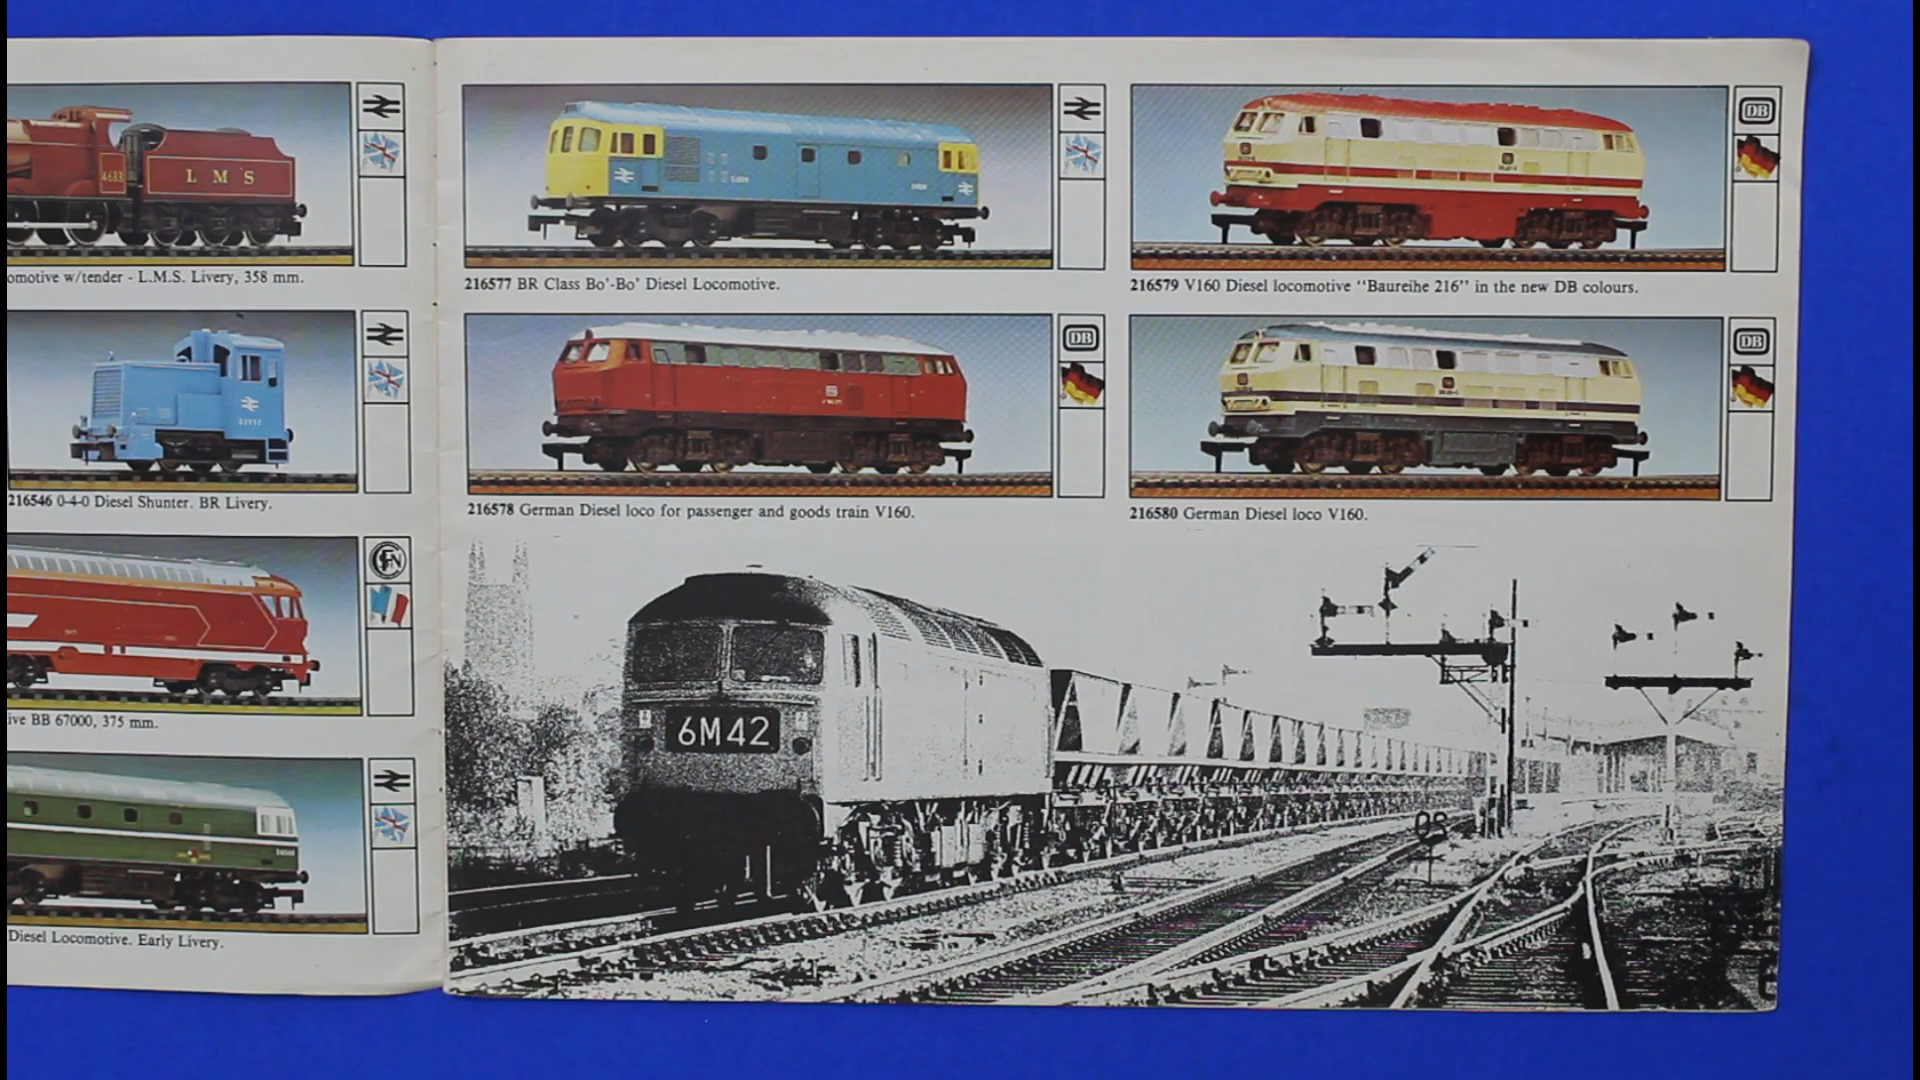 4683
L M S
omotive w/tender - L.M.S. Livery, 358 mm.
216546 0-4-0 Diesel Shunter. BR Livery.
ive BB 67000, 375 mm.
Diesel Locomotive. Early Livery.
216577 BR Class Bo'-Bo' Diesel Locomotive.
DB
216579 V160 Diesel locomotive "Baureihe 216" in the new DB colours.
DB
216578 German Diesel loco for passenger and goods train V160.
DB
216580 German Diesel loco V160.
6M42